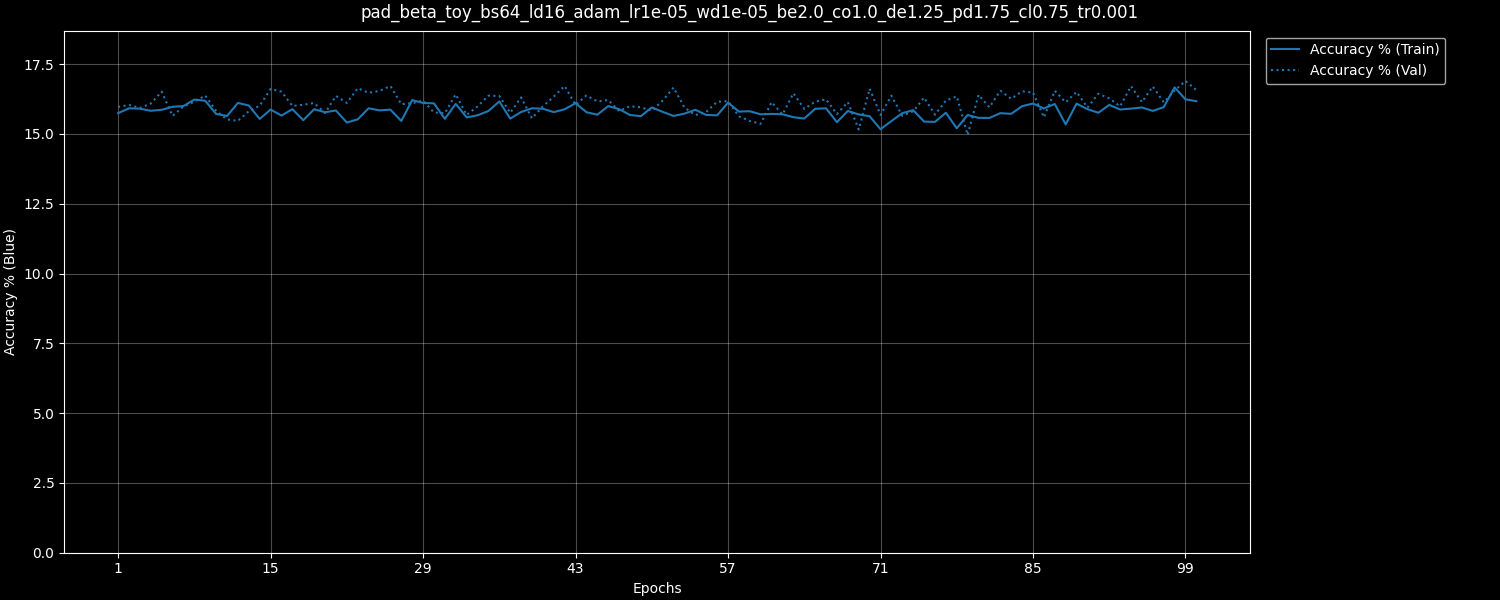 pad_beta_toy_bs64_ld16_adam_lr1e-05_wd1e-05_be2.0_co1.0_de1.25_pd1.75_cl0.75_tr0.001
Accuracy % (Train)
Accuracy % (Val)
17.5
15.0
12.5
10.0
7.5
5.0
2.5
0.0
Accuracy % (Blue)
1 15 29 43 57 71 85 99
Epochs